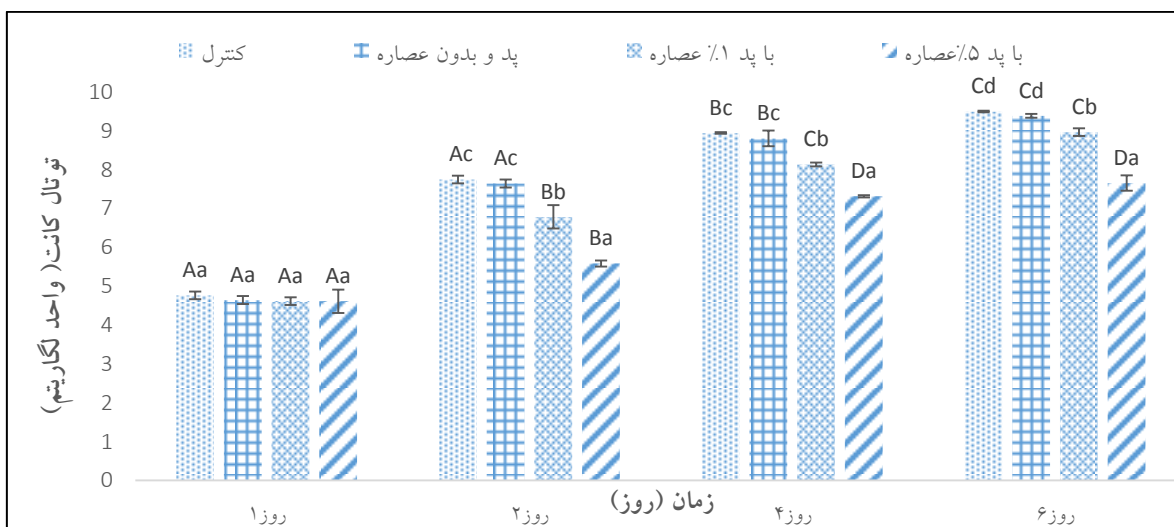 کنترل
پد و بدون عصاره
با پد ۱٪ عصاره
با پد ۵٪عصاره
توتال کانت( واحد لگاریتم)
10
9
8
7
6
5
4
3
2
1
0
Aa Aa Aa Aa
Ac Ac Bb Ba
Bc Bc Cb Da
Cd Cd Cb Da
روز۱ روز۲ روز۴ روز۶
زمان (روز)